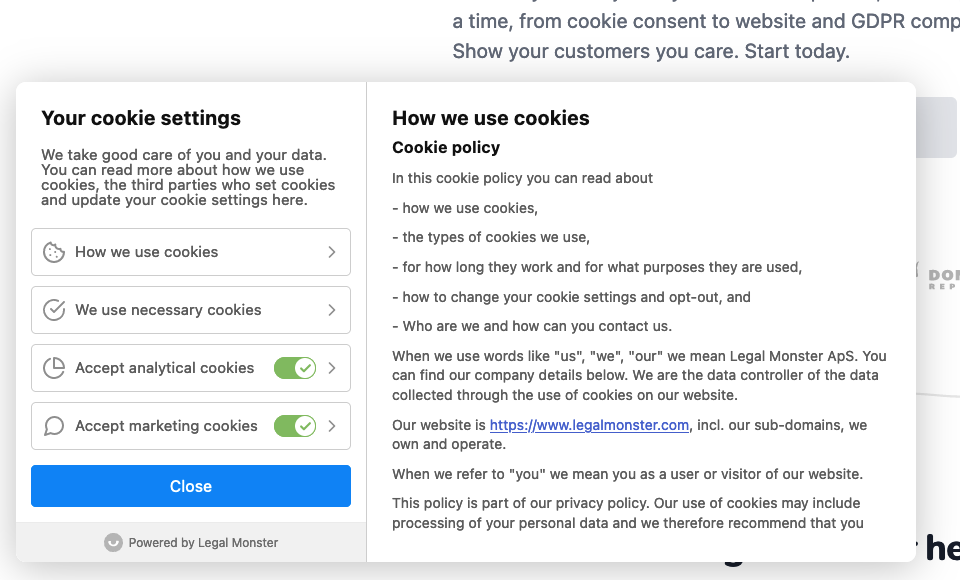 a time, from cookie consent to website and GDPR comp
Show your customers you care. Start today.
Your cookie settings
We take good care of you and your data.
You can read more about how we use
cookies, the third parties who set cookies
and update your cookie settings here.
How we use cookies
We use necessary cookies
Accept analytical cookies
Accept marketing cookies
Close
Powered by Legal Monster
How we use cookies
Cookie policy
In this cookie policy you can read about
- how we use cookies,
- the types of cookies we use,
- for how long they work and for what purposes they are used,
- how to change your cookie settings and opt-out, and
- Who are we and how can you contact us.
When we use words like "us", "we", "our" we mean Legal Monster ApS. You
can find our company details below. We are the data controller of the data
collected through the use of cookies on our website.
Our website is https://www.legalmonster.com, incl. our sub-domains, we
own and operate.
When we refer to "you" we mean you as a user or visitor of our website.
This policy is part of our privacy policy. Our use of cookies may include
processing of your personal data and we therefore recommend that you
DON
REP
he